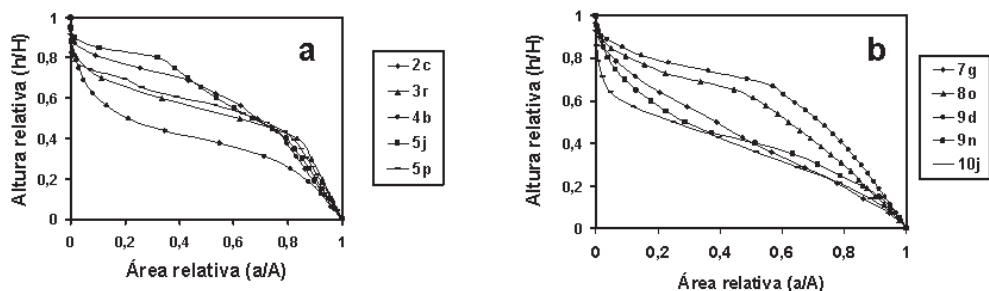 a
Altura relativa (h/H)
1
0,8
0,6
0,4
0,2
0
0 0,2 0,4 0,6 0,8 1
Área relativa (a/A)
2c
3r
4b
5j
5p
b
Altura relativa (h/H)
1
0,8
0,6
0,4
0,2
0
0 0,2 0,4 0,6 0,8 1
Área relativa (a/A)
7g
8o
9d
9n
10j